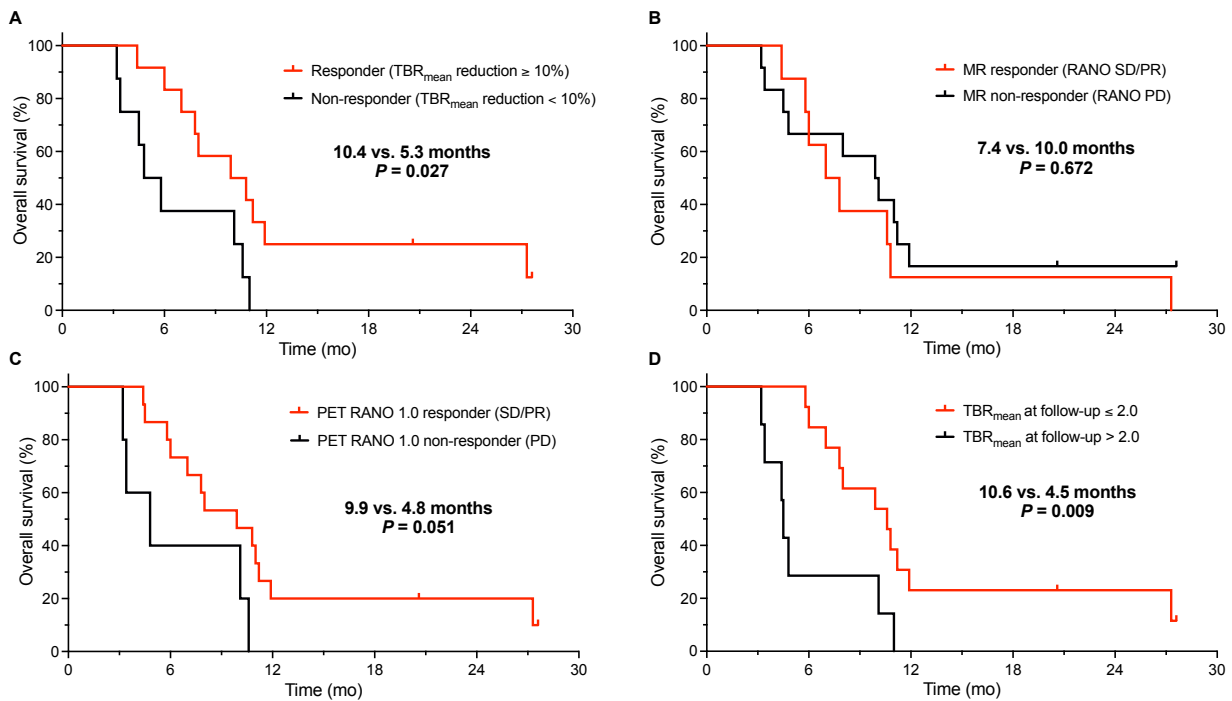 A
Overall survival (%)
100
80
60
40
20
0
0 6 12 18 24 30
Time (mo)
Responder (TBRmean reduction ≥ 10%)
Non-responder (TBRmean reduction < 10%)
10.4 vs. 5.3 months
P = 0.027
B
Overall survival (%)
100
80
60
40
20
0
0 6 12 18 24 30
Time (mo)
MR responder (RANO SD/PR)
MR non-responder (RANO PD)
7.4 vs. 10.0 months
P = 0.672
C
Overall survival (%)
100
80
60
40
20
0
0 6 12 18 24 30
Time (mo)
PET RANO 1.0 responder (SD/PR)
PET RANO 1.0 non-responder (PD)
9.9 vs. 4.8 months
P = 0.051
D
Overall survival (%)
100
80
60
40
20
0
0 6 12 18 24 30
Time (mo)
TBRmean at follow-up ≤ 2.0
TBRmean at follow-up > 2.0
10.6 vs. 4.5 months
P = 0.009